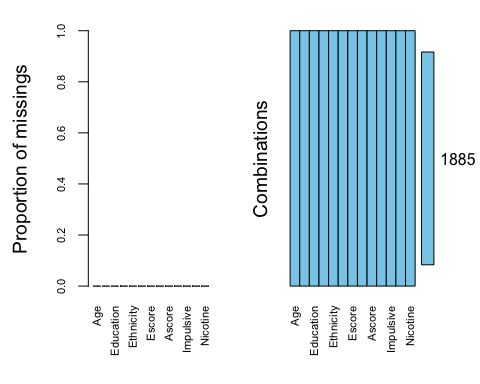 Proportion of missings
1.0
0.8
0.6
0.4
0.2
0.0
Age
Education
Ethnicity
Escore
Ascore
Impulsive
Nicotine
Combinations
1885
Age
Education
Ethnicity
Escore
Ascore
Impulsive
Nicotine